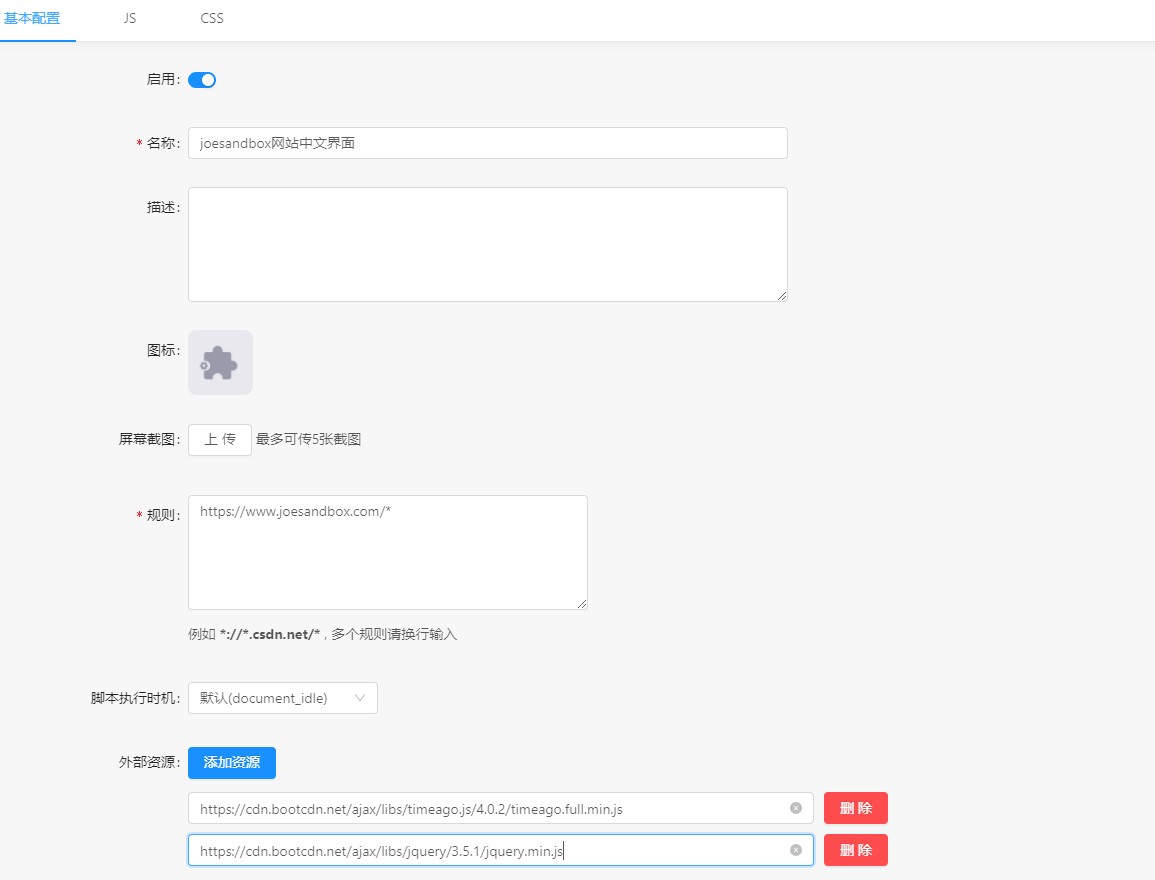 基本配置 JS CSS
启用:
* 名称: joesandbox网站中文界面
描述:
图标:
屏幕截图: 上 传 最多可传5张截图
* 规则: https://www.joesandbox.com/*
例如 *://*.csdn.net/* , 多个规则请换行输入
脚本执行时机: 默认(document_idle)
外部资源: 添加资源
https://cdn.bootcdn.net/ajax/libs/timeago.js/4.0.2/timeago.full.min.js 删 除
https://cdn.bootcdn.net/ajax/libs/jquery/3.5.1/jquery.min.js 删 除